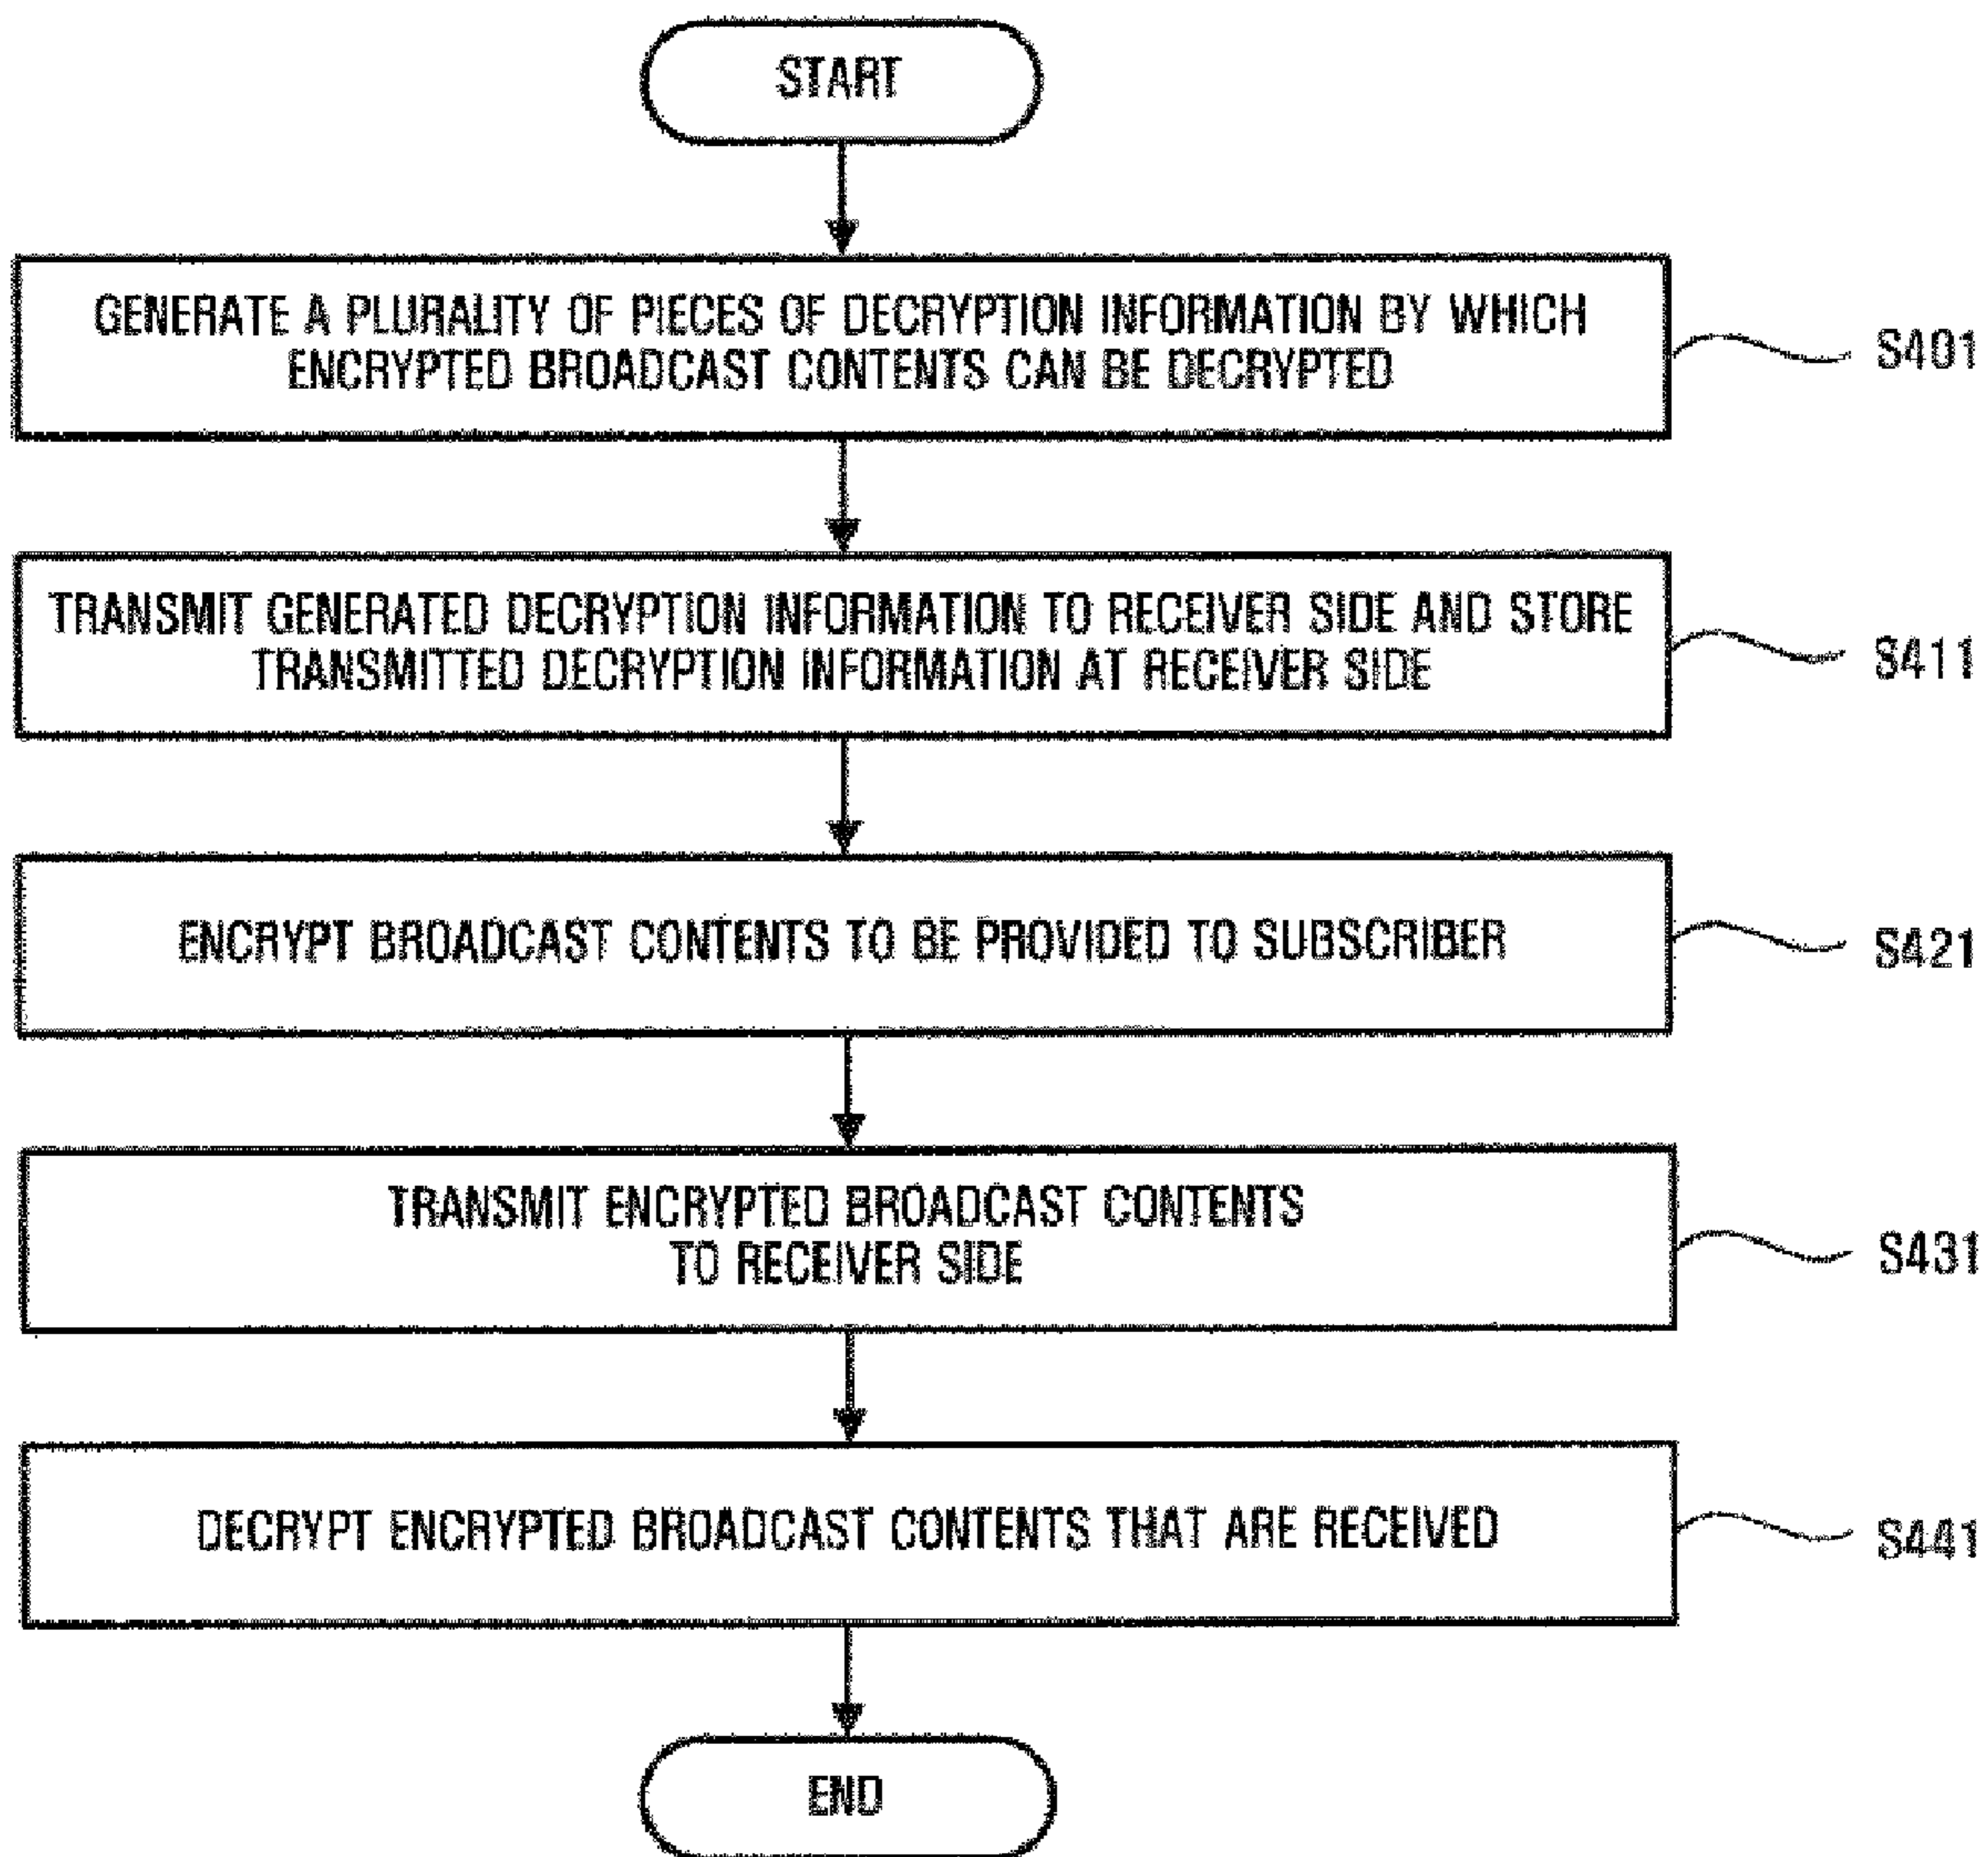 START
GENERATE A PLURALITY OF PIECES OF DECRYPTION INFORMATION BY WHICH
ENCRYPTED BROADCAST CONTENTS CAN BE DECRYPTED
S401
TRANSMIT GENERATED DECRYPTION INFORMATION TO RECEIVER SIDE AND STORE
TRANSMITTED DECRYPTION INFORMATION AT RECEIVER SIDE
S411
ENCRYPT BROADCAST CONTENTS TO BE PROVIDED TO SUBSCRIBER
S421
TRANSMIT ENCRYPTED BROADCAST CONTENTS
TO RECEIVER SIDE
S431
DECRYPT ENCRYPTED BROADCAST CONTENTS THAT ARE RECEIVED
S441
END